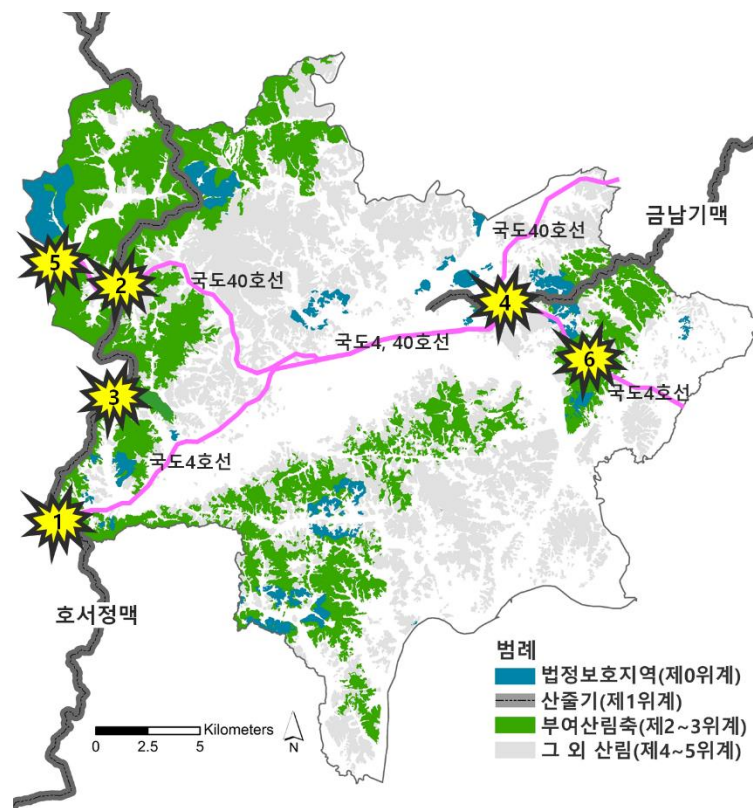 금남기맥
국도40호선
5
2
국도40호선
4
국도4, 40호선
6
3
국도4호선
국도4호선
1
호서정맥
범례
법정보호지역(제0위계)
산줄기(제1위계)
부여산림축(제2~3위계)
그 외 산림(제4~5위계)
Kilometers
0 2.5 5
N